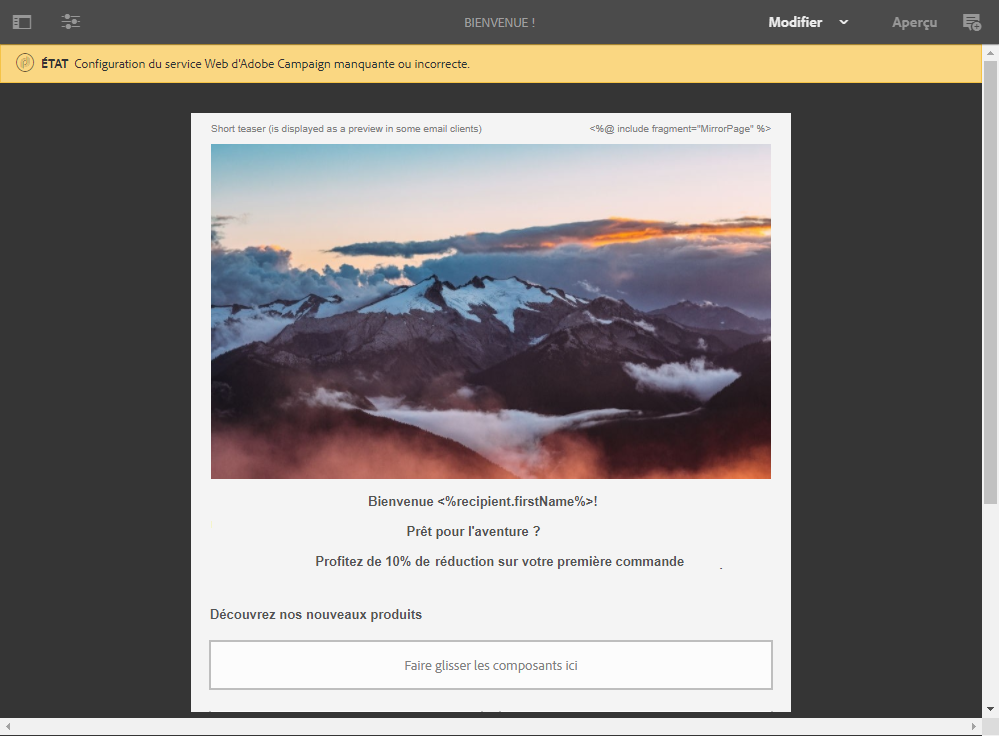 BIENVENUE !
Modifier
Aperçu
ÉTAT Configuration du service Web d'Adobe Campaign manquante ou incorrecte.
Short teaser (is displayed as a preview in some email clients)
<%@ include fragment="MirrorPage" %>
Bienvenue <%recipient.firstName%>!
Prêt pour l'aventure ?
Profitez de 10% de réduction sur votre première commande .
Découvrez nos nouveaux produits
Faire glisser les composants ici